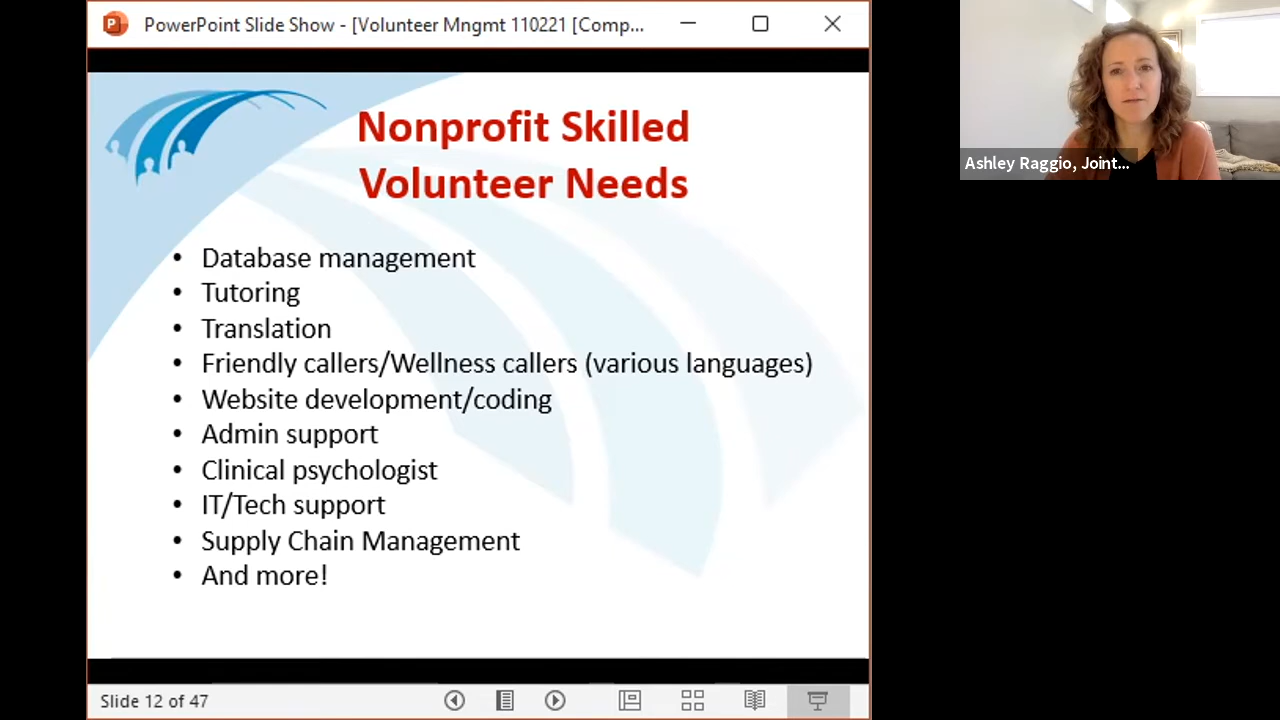 PowerPoint Slide Show - [Volunteer Mngmt 110221 [Comp...
Nonprofit Skilled
Volunteer Needs
• Database management
• Tutoring
• Translation
• Friendly callers/Wellness callers (various languages)
• Website development/coding
• Admin support
• Clinical psychologist
• IT/Tech support
• Supply Chain Management
• And more!
Slide 12 of 47
Ashley Raggio, Joint...